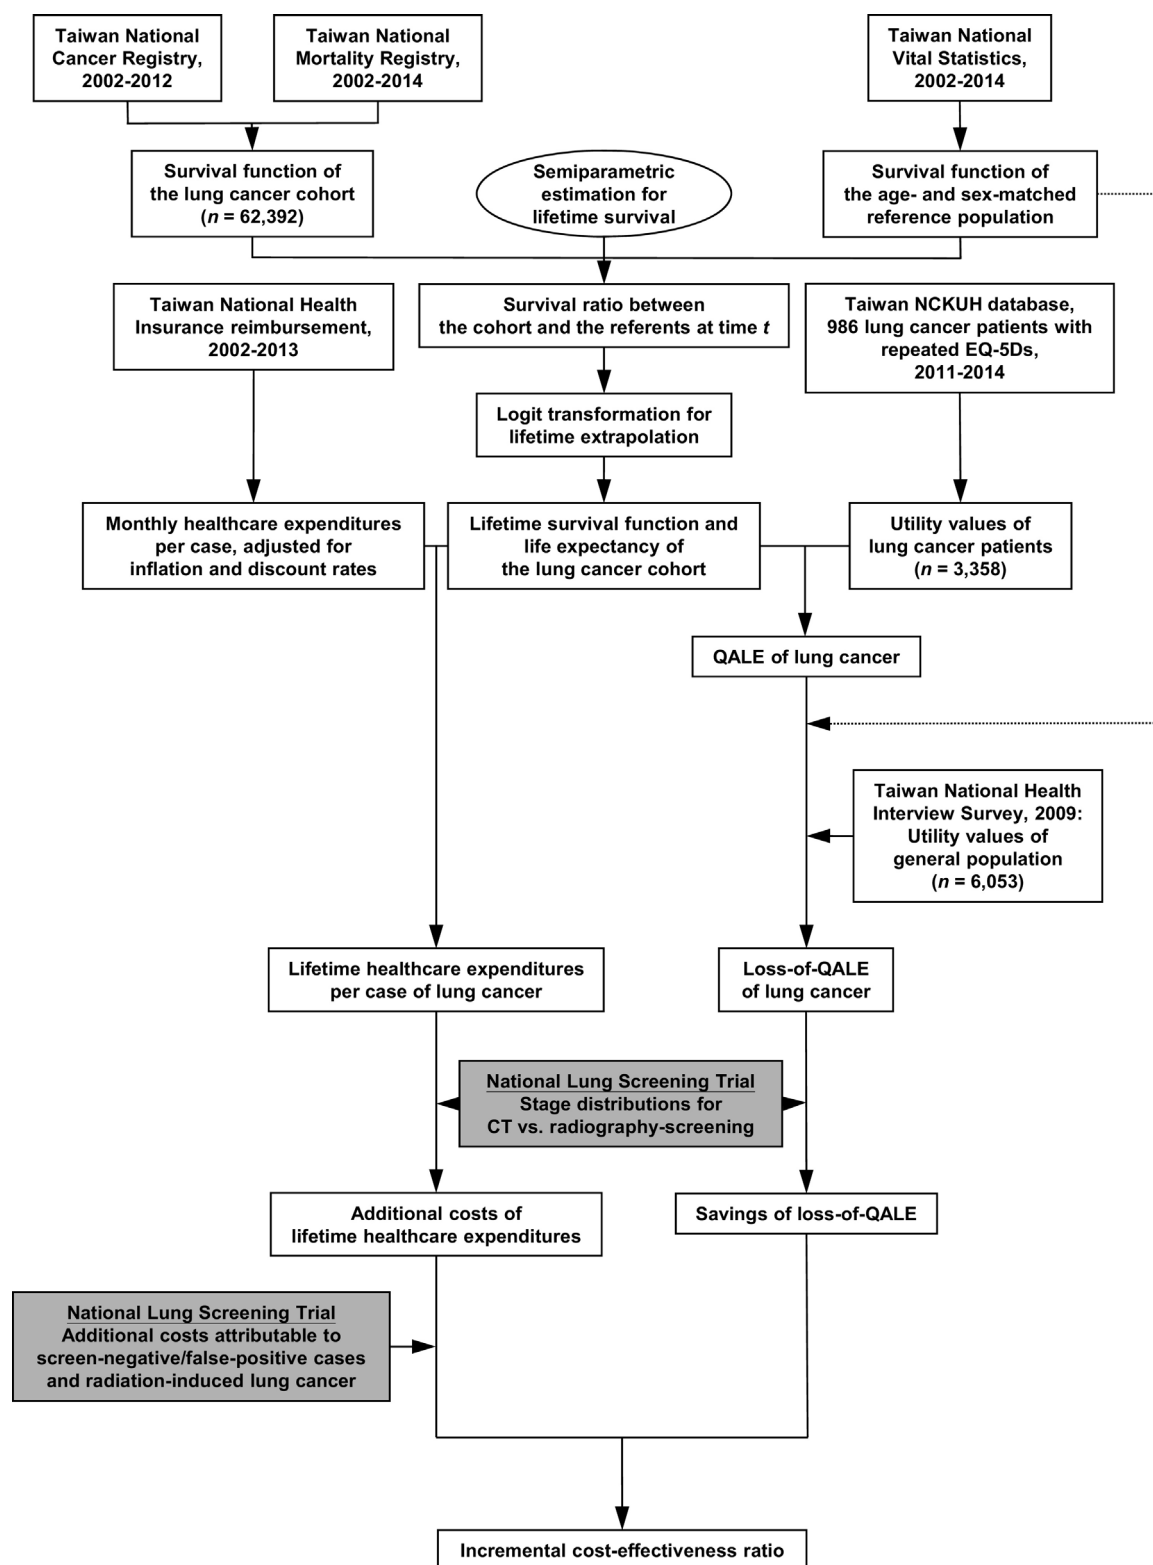 Taiwan National
Cancer Registry,
2002-2012
Taiwan National
Mortality Registry,
2002-2014
Taiwan National
Vital Statistics,
2002-2014
Survival function of
the lung cancer cohort
(n = 62,392)
Semiparametric
estimation for
lifetime survival
Survival function of
the age- and sex-matched
reference population
Taiwan National Health
Insurance reimbursement,
2002-2013
Survival ratio between
the cohort and the referents at time t
Taiwan NCKUH database,
986 lung cancer patients with
repeated EQ-5Ds,
2011-2014
Logit transformation for
lifetime extrapolation
Monthly healthcare expenditures
per case, adjusted for
inflation and discount rates
Lifetime survival function and
life expectancy of
the lung cancer cohort
Utility values of
lung cancer patients
(n = 3,358)
QALE of lung cancer
Taiwan National Health
Interview Survey, 2009:
Utility values of
general population
(n = 6,053)
Lifetime healthcare expenditures
per case of lung cancer
Loss-of-QALE
of lung cancer
National Lung Screening Trial
Stage distributions for
CT vs. radiography-screening
Additional costs of
lifetime healthcare expenditures
Savings of loss-of-QALE
National Lung Screening Trial
Additional costs attributable to
screen-negative/false-positive cases
and radiation-induced lung cancer
Incremental cost-effectiveness ratio